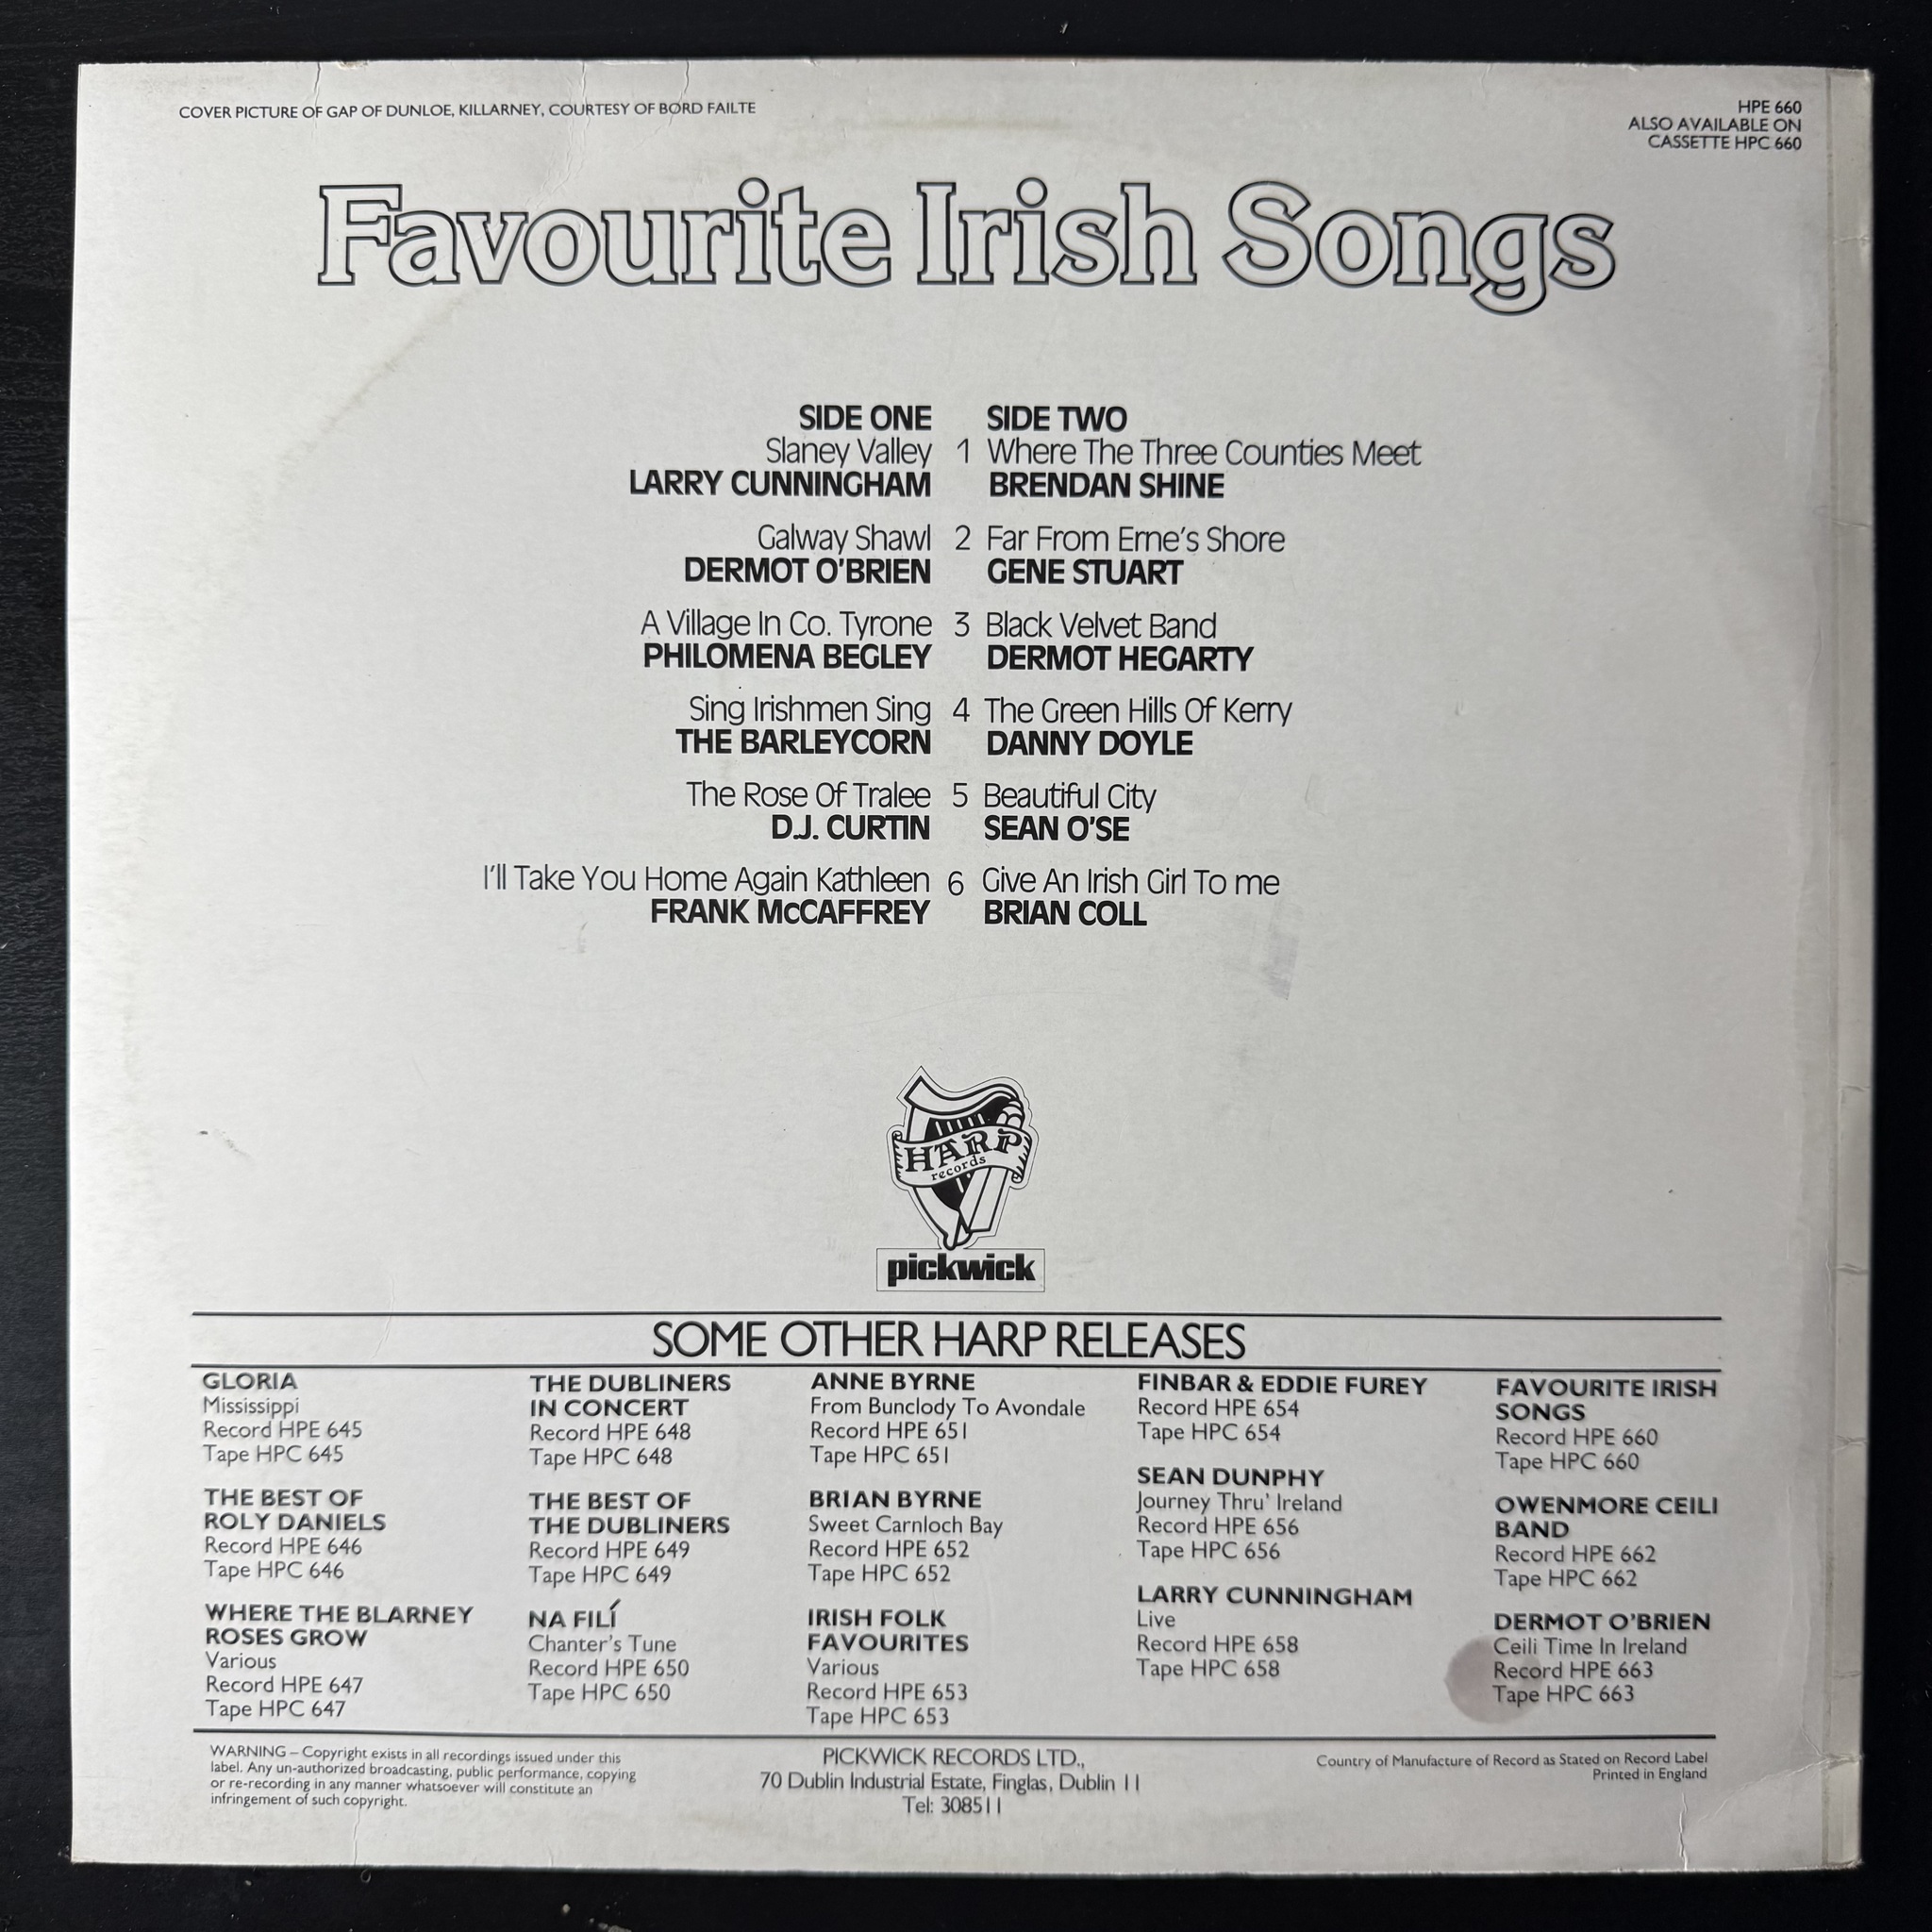 COVER PICTURE OF GAP OF DUNLOE, KILLARNEY, COURTESY OF BORD FAILTE
HPE 660
ALSO AVAILABLE ON
CASSETTE HPC 660
Favourite Irish Songs
SIDE ONE SIDE TWO
Slaney Valley 1 Where The Three Counties Meet
LARRY CUNNINGHAM BRENDAN SHINE
Galway Shawl 2 Far From Erne's Shore
DERMOT O'BRIEN GENE STUART
A Village In Co. Tyrone 3 Black Velvet Band
PHILOMENA BEGLEY DERMOT HEGARTY
Sing Irishmen Sing 4 The Green Hills Of Kerry
THE BARLEYCORN DANNY DOYLE
The Rose Of Tralee 5 Beautiful City
D.J. CURTIN SEAN O'SE
I'll Take You Home Again Kathleen 6 Give An Irish Girl To me
FRANK McCAFFREY BRIAN COLL
HARP
records
pickwick
SOME OTHER HARP RELEASES
GLORIA
Mississippi
Record HPE 645
Tape HPC 645
THE BEST OF
ROLY DANIELS
Record HPE 646
Tape HPC 646
WHERE THE BLARNEY
ROSES GROW
Various
Record HPE 647
Tape HPC 647
THE DUBLINERS
IN CONCERT
Record HPE 648
Tape HPC 648
THE BEST OF
THE DUBLINERS
Record HPE 649
Tape HPC 649
NA FILÍ
Chanter's Tune
Record HPE 650
Tape HPC 650
ANNE BYRNE
From Bunclody To Avondale
Record HPE 651
Tape HPC 651
BRIAN BYRNE
Sweet Carnloch Bay
Record HPE 652
Tape HPC 652
IRISH FOLK
FAVOURITES
Various
Record HPE 653
Tape HPC 653
FINBAR & EDDIE FUREY
Record HPE 654
Tape HPC 654
SEAN DUNPHY
Journey Thru' Ireland
Record HPE 656
Tape HPC 656
LARRY CUNNINGHAM
Live
Record HPE 658
Tape HPC 658
FAVOURITE IRISH
SONGS
Record HPE 660
Tape HPC 660
OWENMORE CEILI
BAND
Record HPE 662
Tape HPC 662
DERMOT O'BRIEN
Ceili Time In Ireland
Record HPE 663
Tape HPC 663
WARNING – Copyright exists in all recordings issued under this
label. Any un-authorized broadcasting, public performance, copying
or re-recording in any manner whatsoever will constitute an
infringement of such copyright.
PICKWICK RECORDS LTD.,
70 Dublin Industrial Estate, Finglas, Dublin 11
Tel: 308511
Country of Manufacture of Record as Stated on Record Label
Printed in England